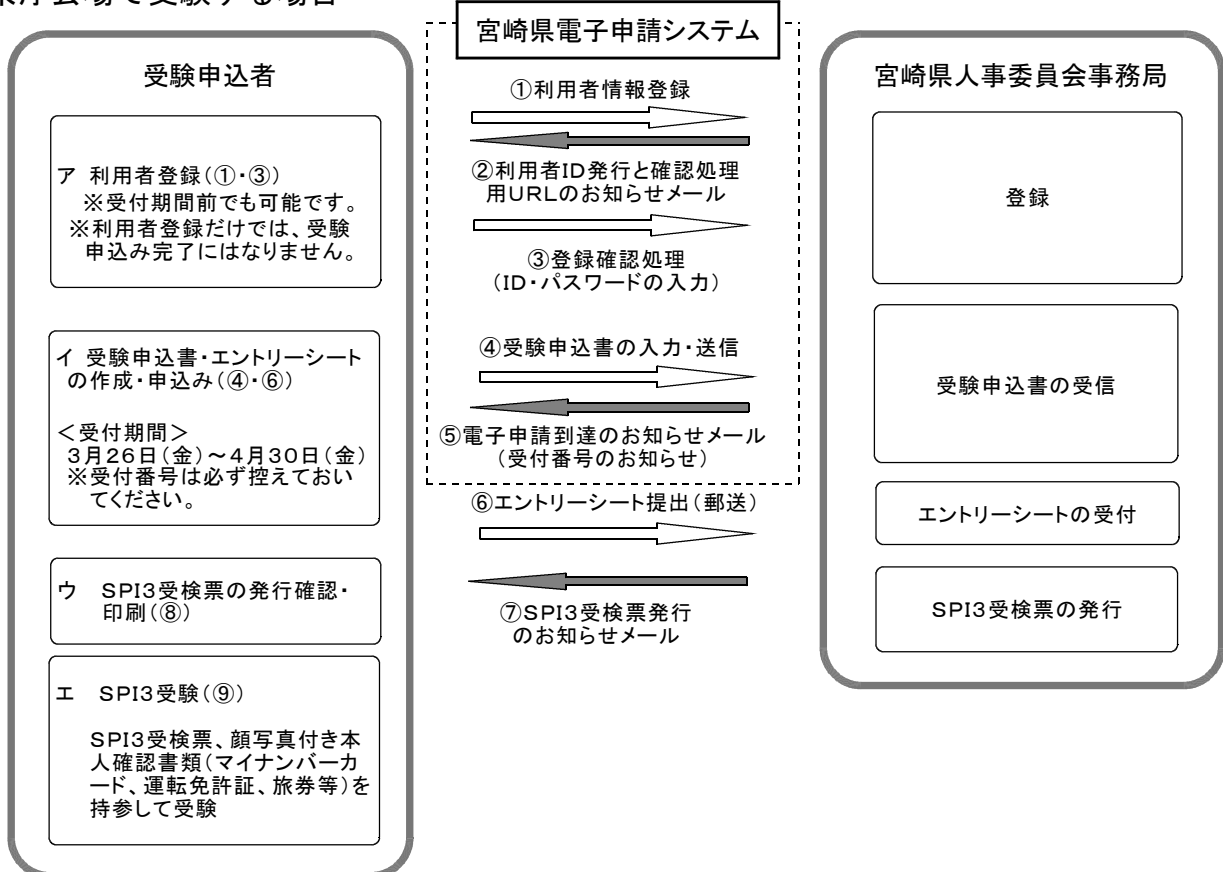 県庁会場で受験する場合
受験申込者
ア 利用者登録(①・③)
※受付期間前でも可能です。
※利用者登録だけでは、受験
申込み完了にはなりません。
イ 受験申込書・エントリーシート
の作成・申込み(④・⑥)
<受付期間>
3月26日(金)~4月30日(金)
※受付番号は必ず控えておい
てください。
ウ SPI3受検票の発行確認・
印刷(⑧)
エ SPI3受験(⑨)
SPI3受検票、顔写真付き本
人確認書類(マイナンバーカ
ード、運転免許証、旅券等)を
持参して受験
宮崎県電子申請システム
①利用者情報登録
②利用者ID発行と確認処理
用URLのお知らせメール
③登録確認処理
(ID・パスワードの入力)
④受験申込書の入力・送信
⑤電子申請到達のお知らせメール
(受付番号のお知らせ)
⑥エントリーシート提出(郵送)
⑦SPI3受検票発行
のお知らせメール
宮崎県人事委員会事務局
登録
受験申込書の受信
エントリーシートの受付
SPI3受検票の発行